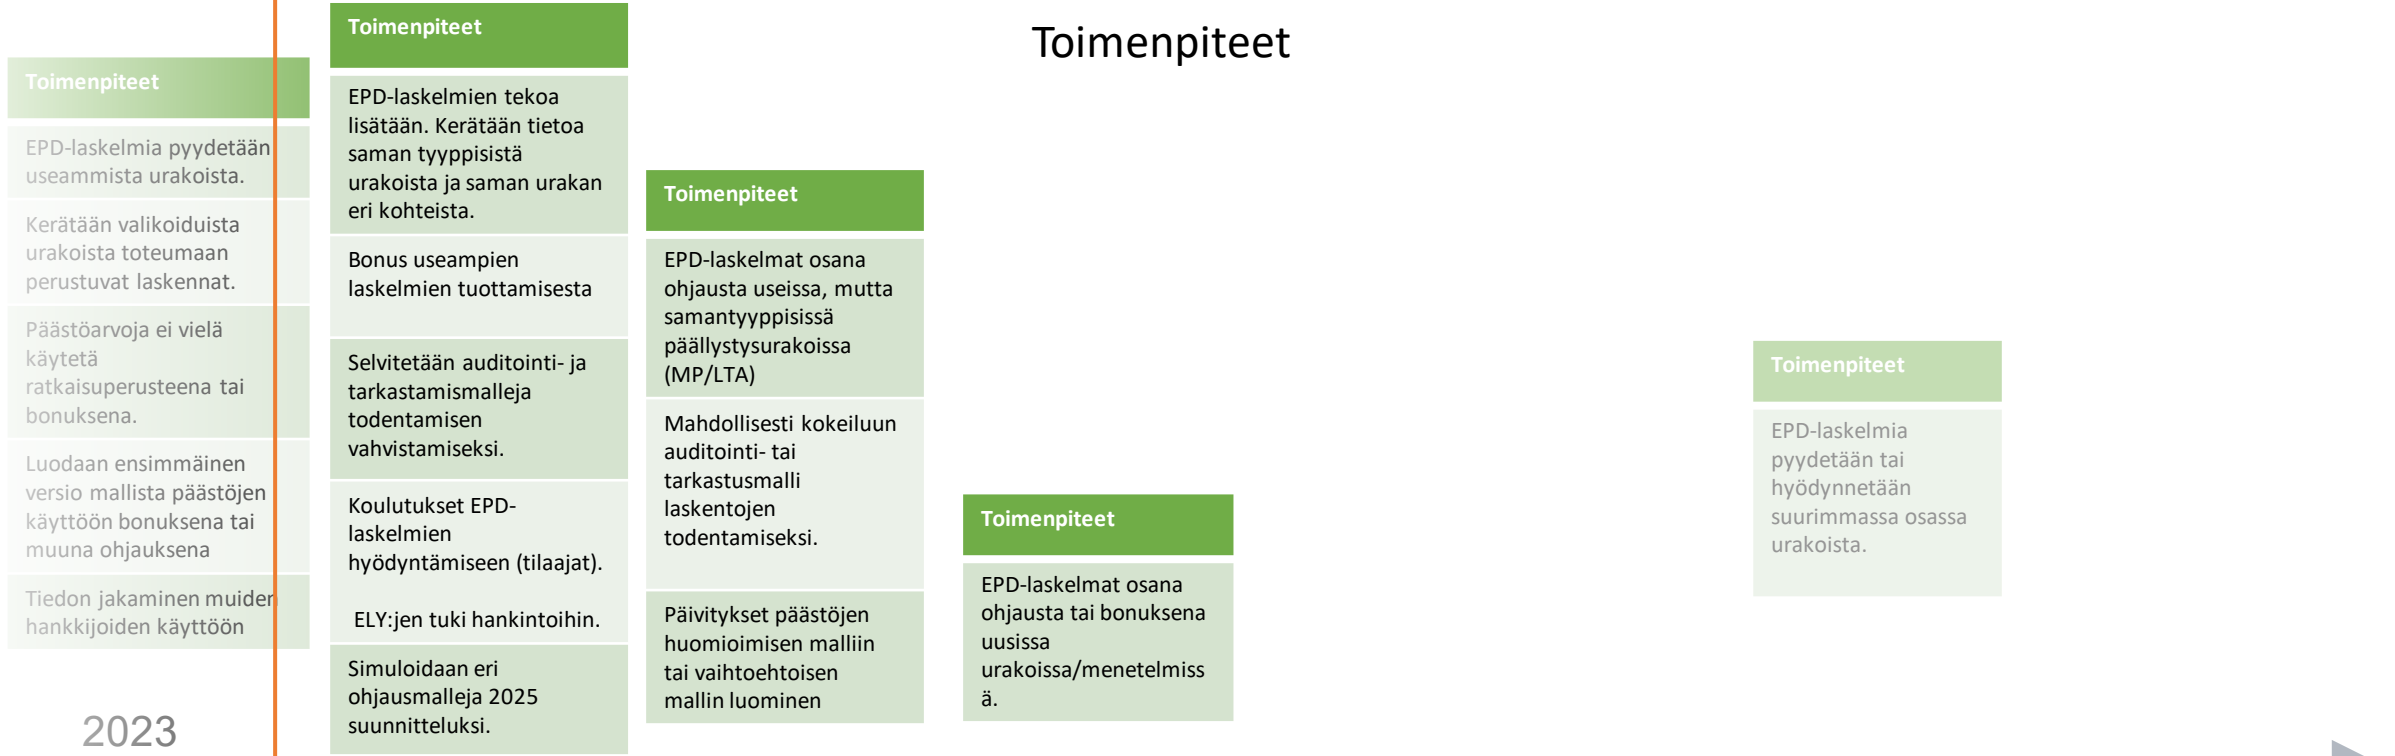 Toimenpiteet
Toimenpiteet
EPD-laskelmia pyydetään
useammista urakoista.
Kerätään valikoiduista
urakoista toteumaan
perustuvat laskennat.
Päästöarvoja ei vielä
käytetä
ratkaisuperusteena tai
bonuksena.
Luodaan ensimmäinen
versio mallista päästöjen
käyttöön bonuksena tai
muuna ohjauksena
Tiedon jakaminen muiden
hankkijoiden käyttöön
2023
Toimenpiteet
EPD-laskelmien tekoa
lisätään. Kerätään tietoa
saman tyyppisistä
urakoista ja saman urakan
eri kohteista.
Bonus useampien
laskelmien tuottamisesta
Selvitetään auditointi- ja
tarkastamismalleja
todentamisen
vahvistamiseksi.
Koulutukset EPD-
laskelmien
hyödyntämiseen (tilaajat).
ELY:jen tuki hankintoihin.
Simuloidaan eri
ohjausmalleja 2025
suunnitteluksi.
Toimenpiteet
EPD-laskelmat osana
ohjausta useissa, mutta
samantyyppisissä
päällystysurakoissa
(MP/LTA)
Mahdollisesti kokeiluun
auditointi- tai
tarkastusmalli
laskentojen
todentamiseksi.
Päivitykset päästöjen
huomioimisen malliin
tai vaihtoehtoisen
mallin luominen
Toimenpiteet
EPD-laskelmat osana
ohjausta tai bonuksena
uusissa
urakoissa/menetelmiss
ä.
Toimenpiteet
EPD-laskelmia
pyydetään tai
hyödynnetään
suurimmassa osassa
urakoista.